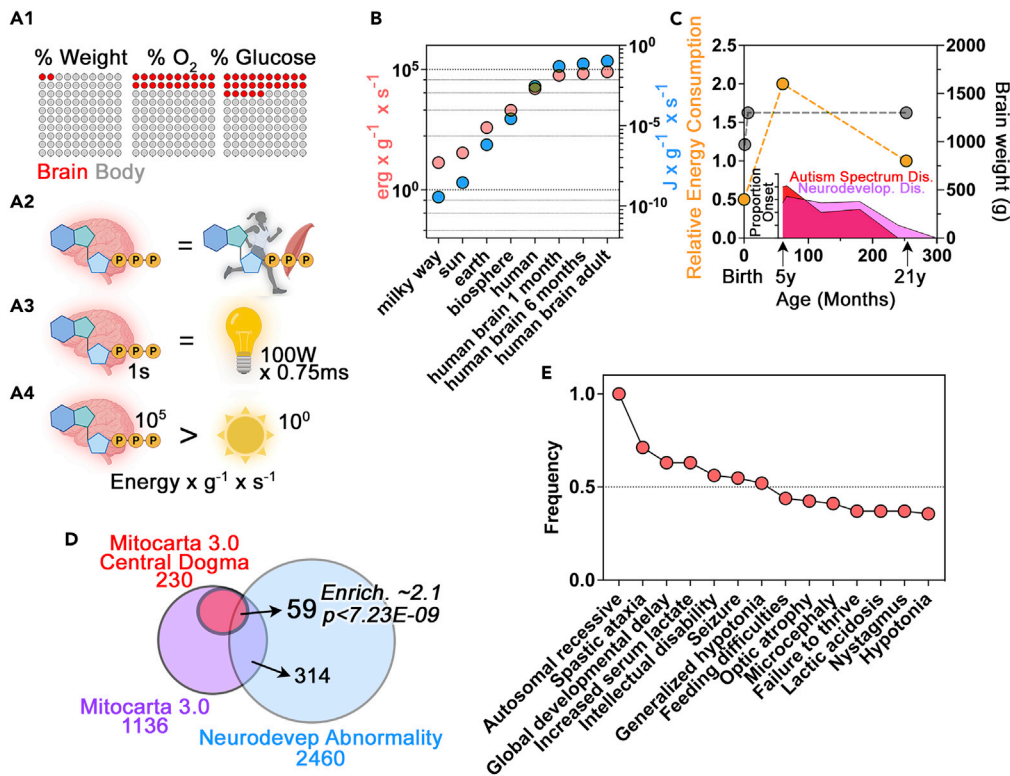 A1
% Weight % O2 % Glucose
Brain Body
A2
P P P
=
P P P
A3
P P P
1s
=
100W
x 0.75ms
A4
P P P
10^5
>
10^0
Energy x g^-1 x s^-1
B
erg x g^-1 x s^-1
10^5
10^0
10^0
10^-5
10^-10
J x g^-1 x s^-1
milky way
sun
earth
biosphere
human
human brain 1 month
human brain 6 months
human brain adult
C
Relative Energy Consumption
2.5
2.0
1.5
1.0
0.5
0.0
2000
1500
1000
500
0
Brain weight (g)
Autism Spectrum Dis.
Neurodevelop. Dis.
Proportion
Onset
0 100 200 300
Birth
5y
21y
Age (Months)
D
Mitocarta 3.0
Central Dogma
230
59
Enrich. ~2.1
p<7.23E-09
314
Mitocarta 3.0
1136
Neurodevep Abnormality
2460
E
Frequency
1.0
0.5
0.0
Autosomal recessive
Spastic ataxia
Global developmental delay
Increased serum lactate
Intellectual disability
Seizure
Generalized hypotonia
Feeding difficulties
Optic atrophy
Microcephaly
Failure to thrive
Lactic acidosis
Nystagmus
Hypotonia